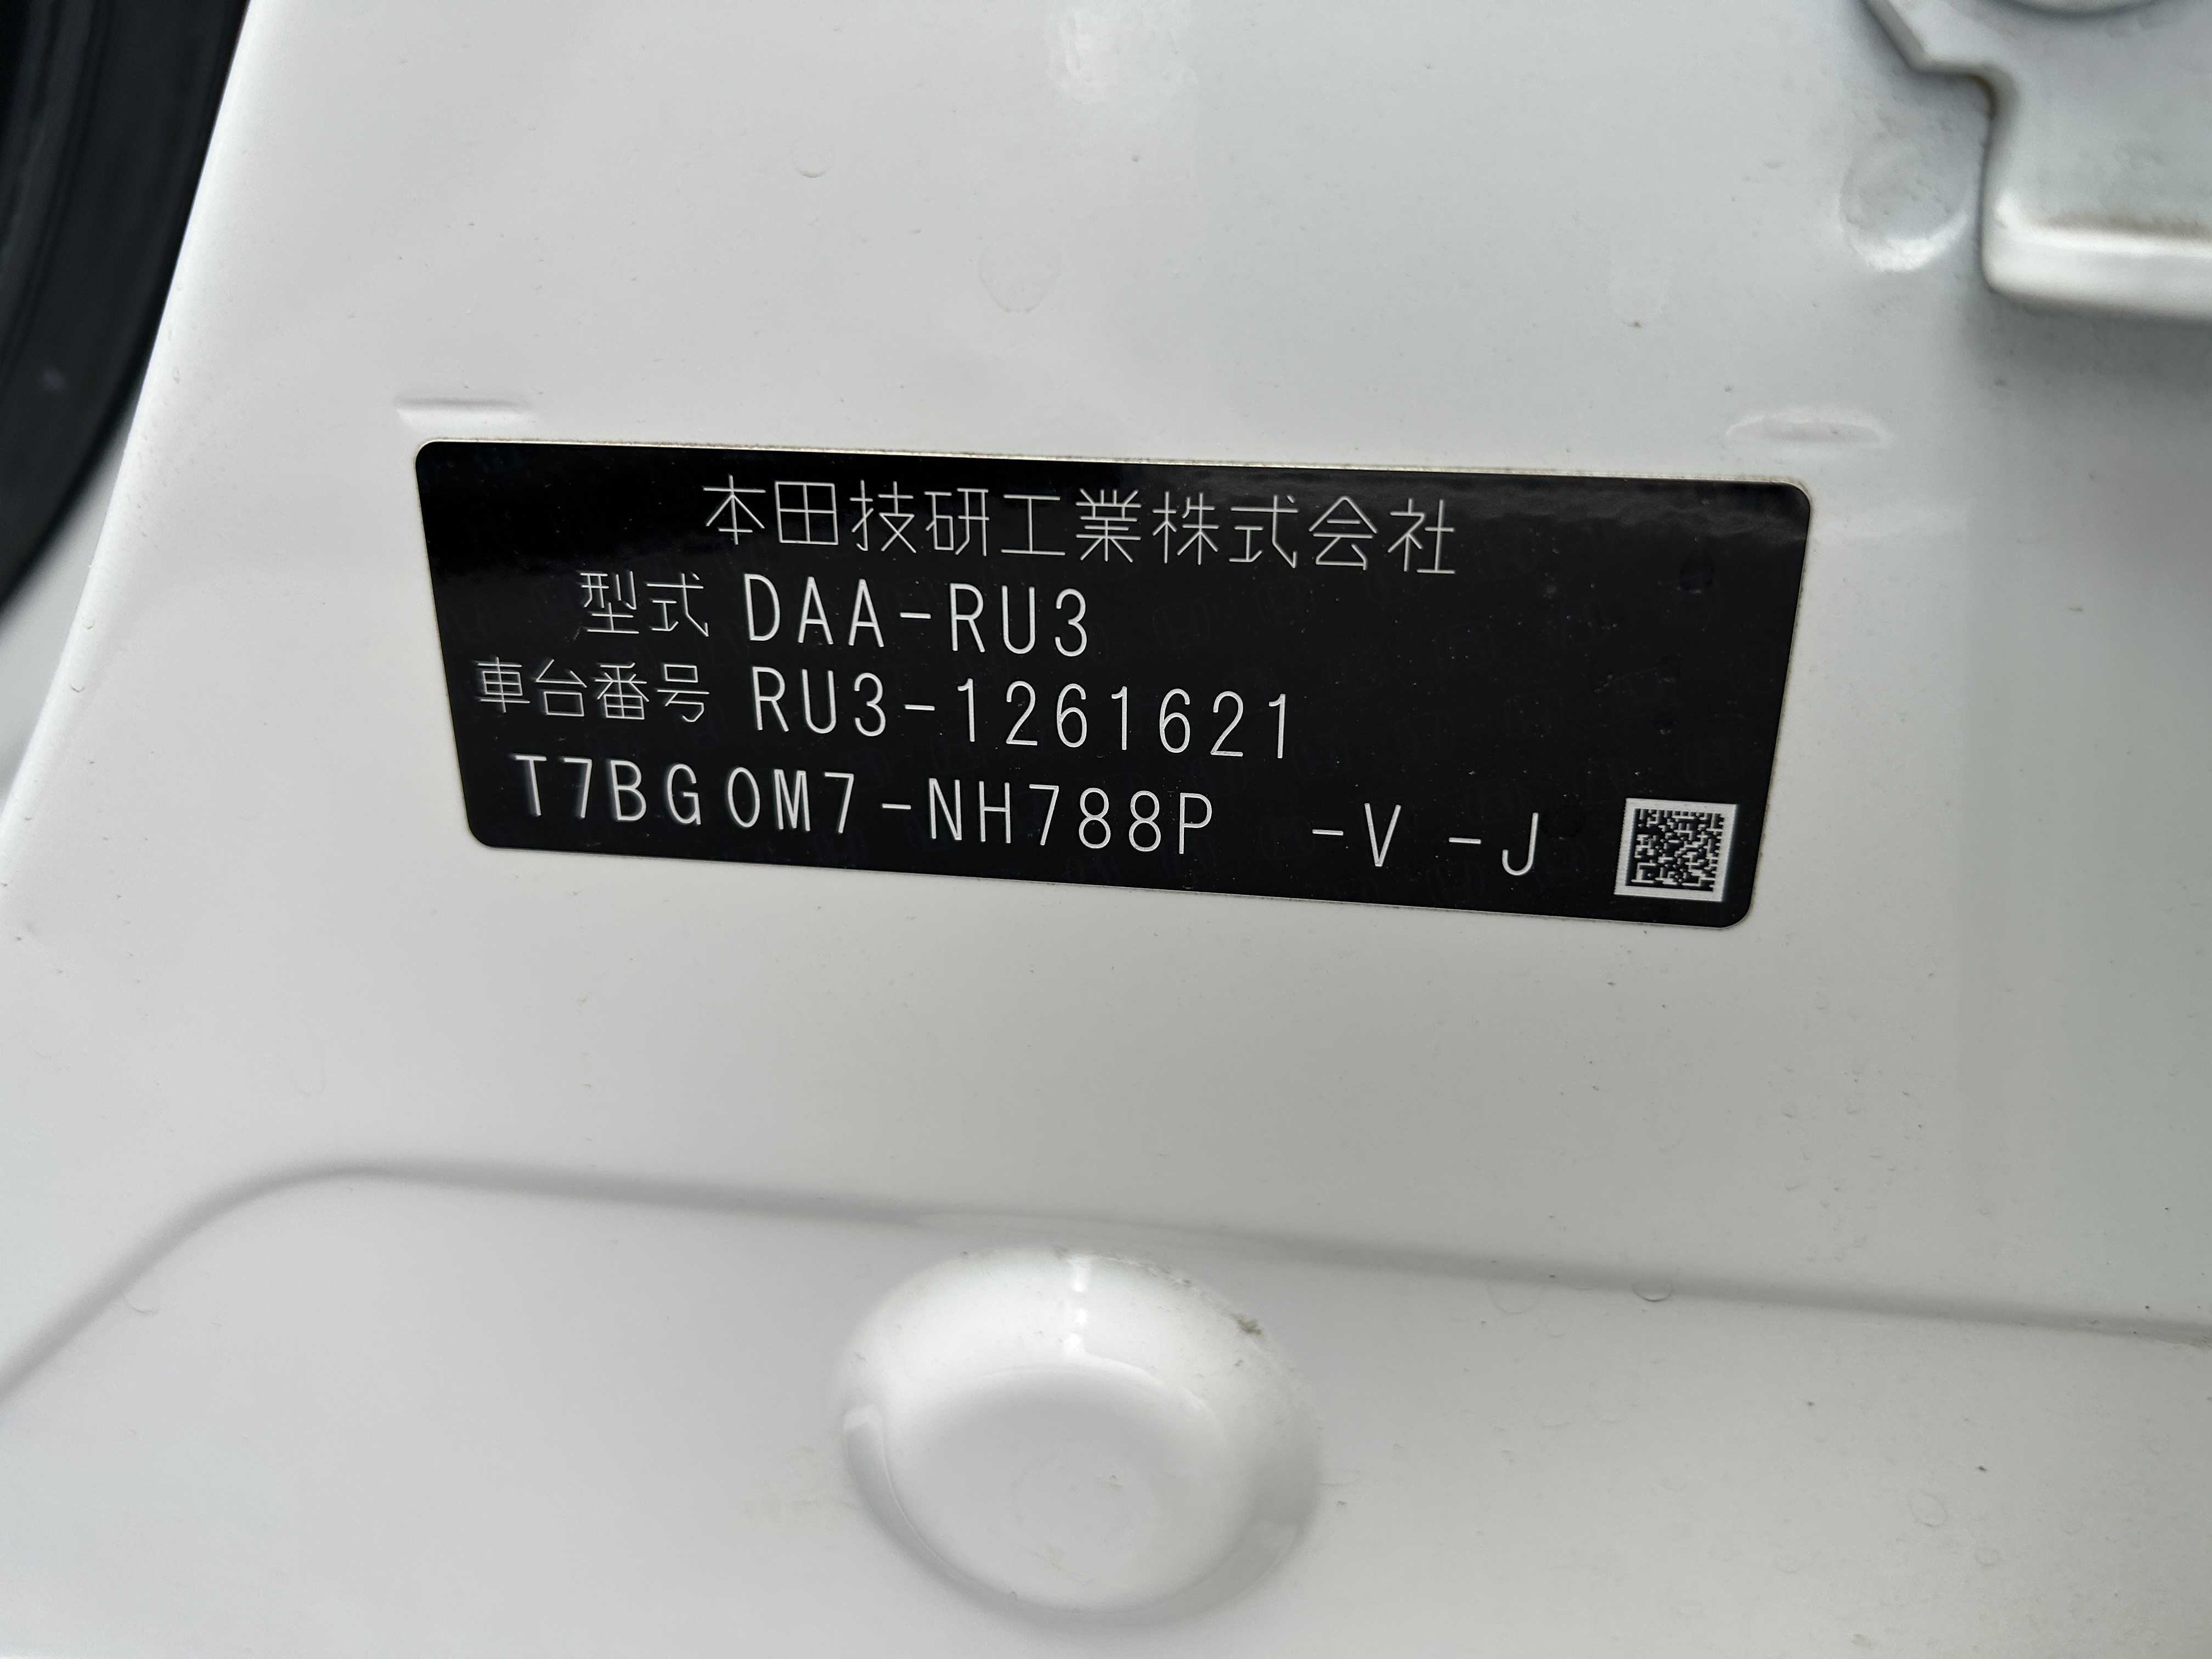 本田技研工業株式会社
型式 DAA-RU3
車台番号 RU3-1261621
T7BG0M7-NH788P -V -J